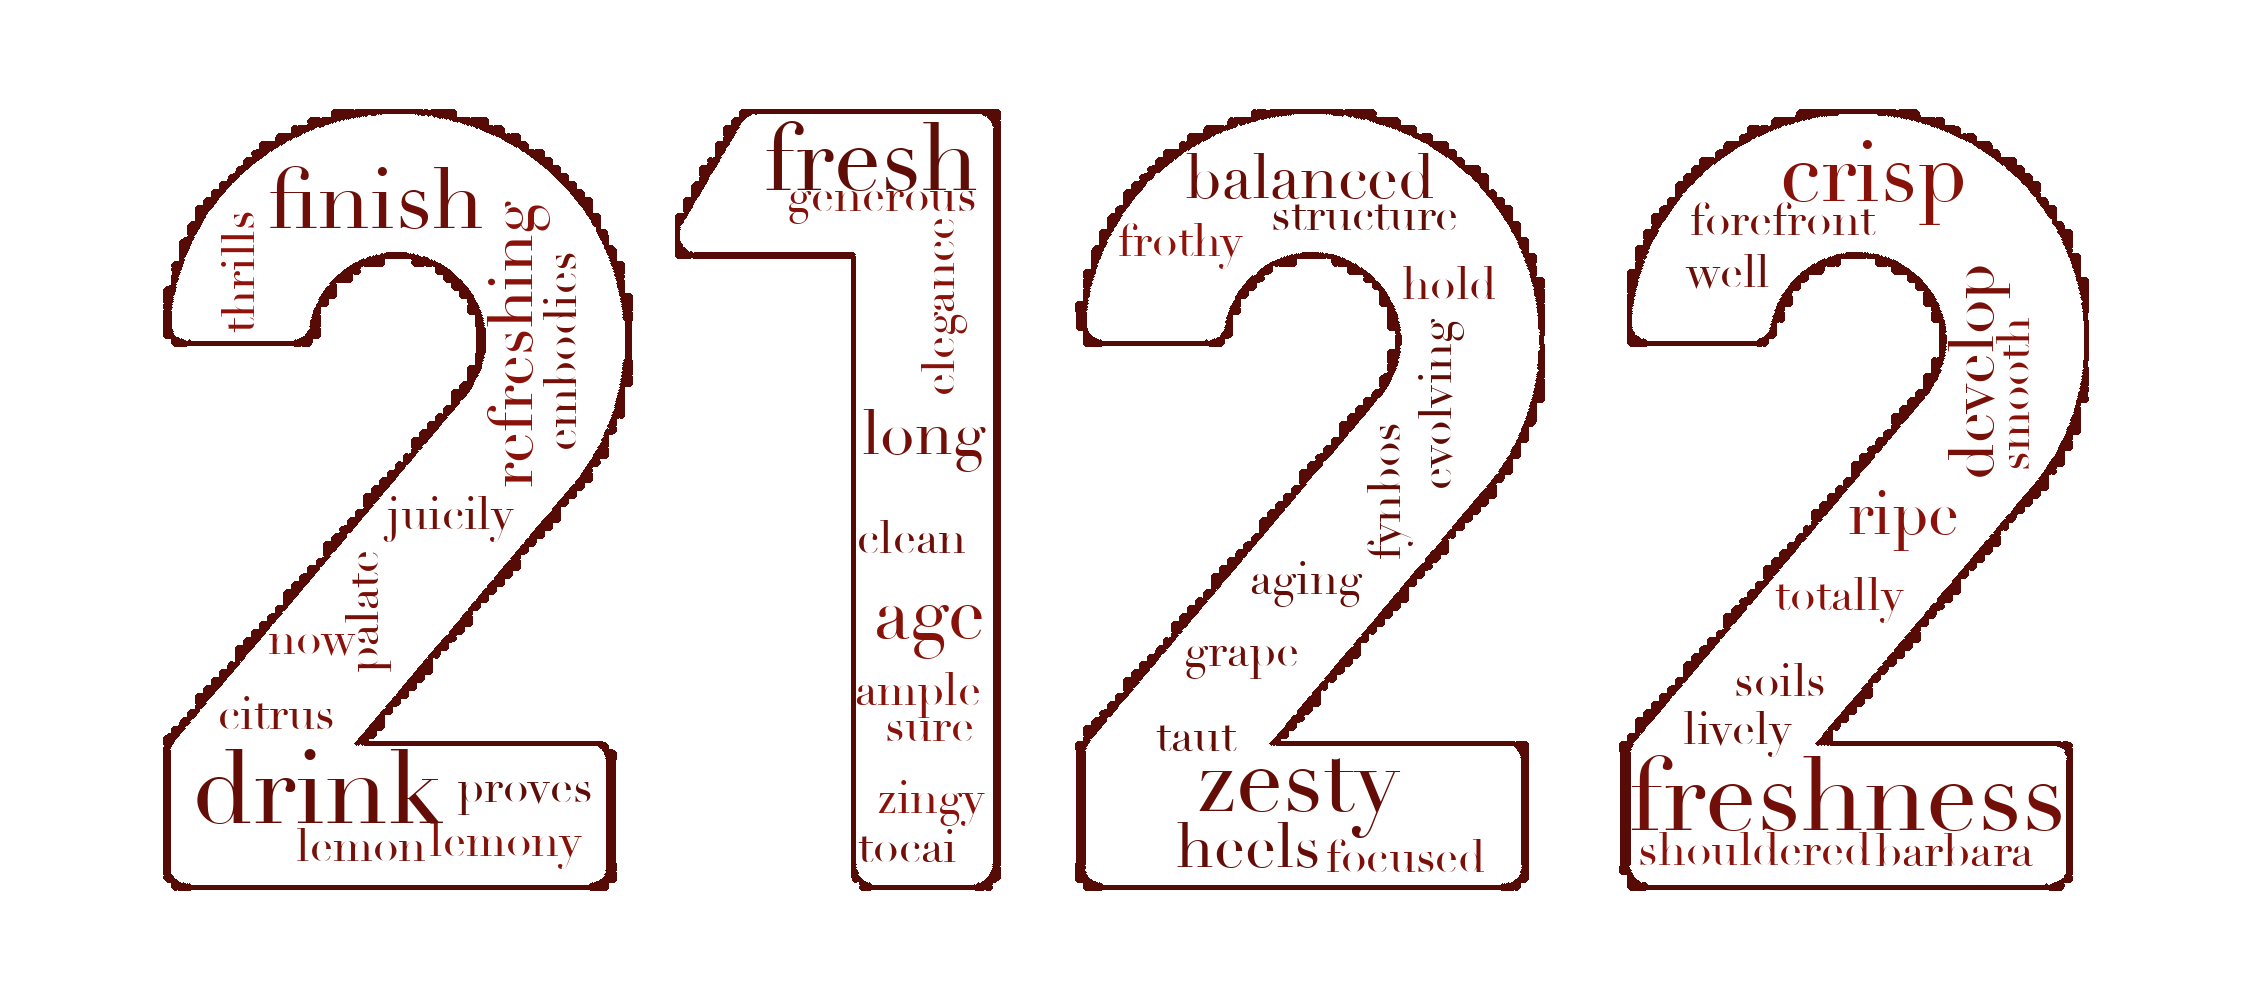 finish
thrills
refreshing
embodies
juicily
palate
now
citrus
drink
proves
lemon
lemony
fresh
generous
elegance
long
clean
age
ample
sure
zingy
tocai
balanced
structure
frothy
hold
evolving
fynbos
aging
grape
taut
zesty
heels
focused
crisp
forefront
well
develop
smooth
ripe
totally
soils
lively
freshness
shouldered
barbara